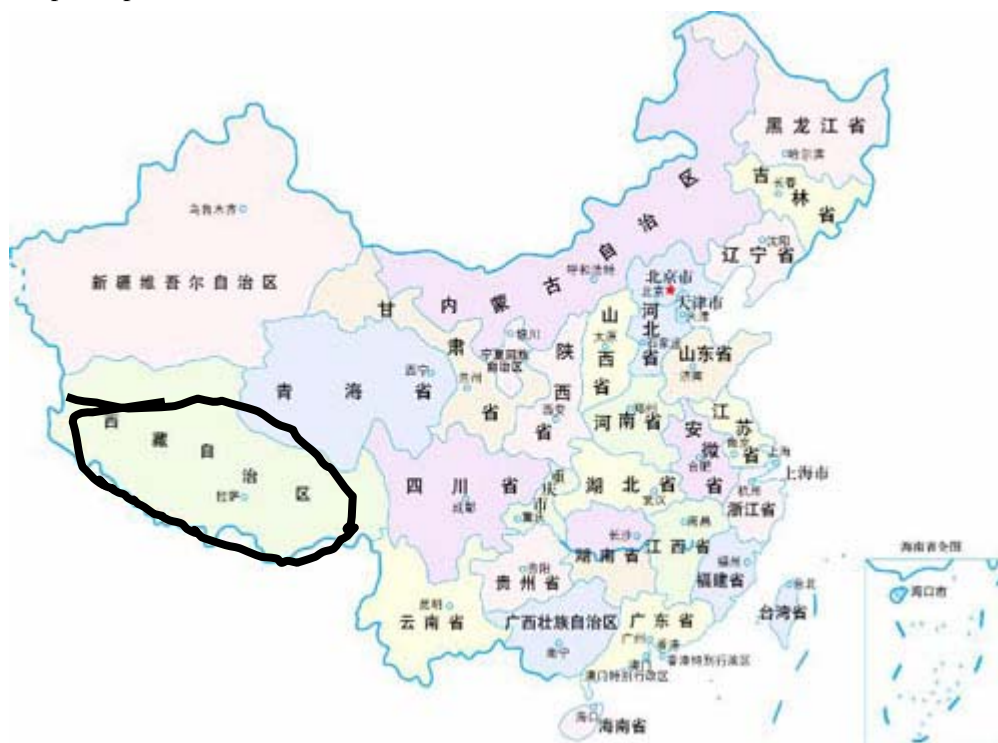 黑龙江省
哈尔滨
吉林省
长春
辽宁省
沈阳
内蒙古自治区
呼和浩特
乌鲁木齐
新疆维吾尔自治区
北京市
北京
天津市
天津
河北省
石家庄
山西省
太原
山东省
济南
甘肃省
兰州
宁夏回族
自治区
银川
陕西省
西安
青海省
西宁
河南省
郑州
江苏省
南京
安徽省
合肥
上海
上海市
西藏自治区
拉萨
四川省
成都
重庆市
重庆
湖北省
武汉
杭州
浙江省
湖南省
长沙
江西省
南昌
贵州省
贵阳
福建省
福州
台北
台湾省
云南省
昆明
广西壮族自治区
南宁
广东省
广州
香港
香港特别行政区
澳门
澳门特别行政区
海口
海南省
海南省全图
海口市